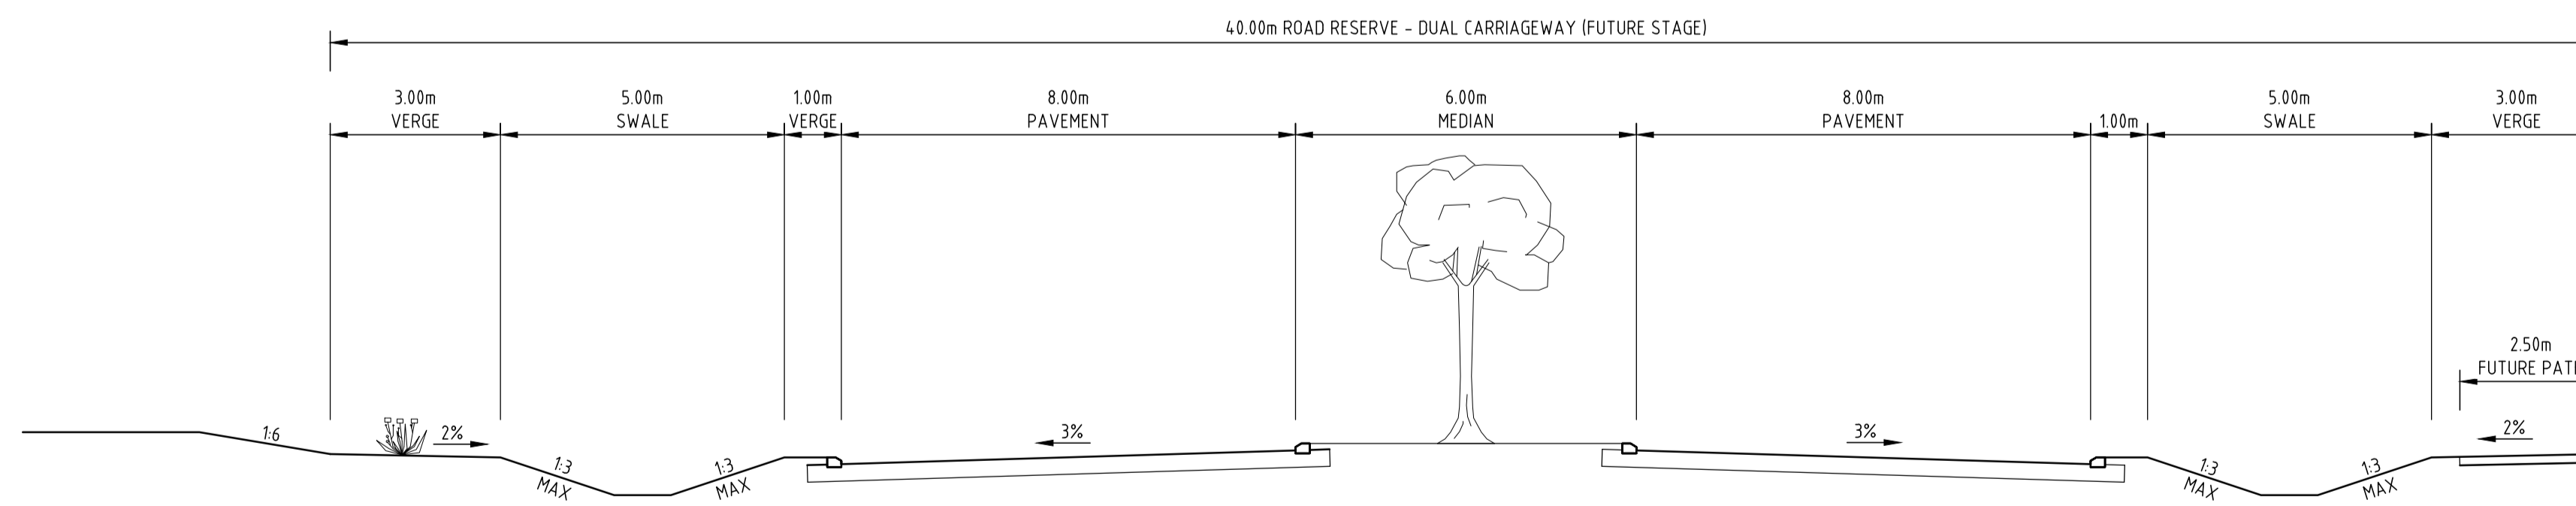 40.00m ROAD RESERVE - DUAL CARRIAGEWAY (FUTURE STAGE)
3.00m
VERGE
5.00m
SWALE
1.00m
VERGE
8.00m
PAVEMENT
6.00m
MEDIAN
8.00m
PAVEMENT
1.00m
5.00m
SWALE
3.00m
VERGE
2.50m
FUTURE PAT
1:6
2%
1:3
MAX
1:3
MAX
3%
3%
1:3
MAX
1:3
MAX
2%